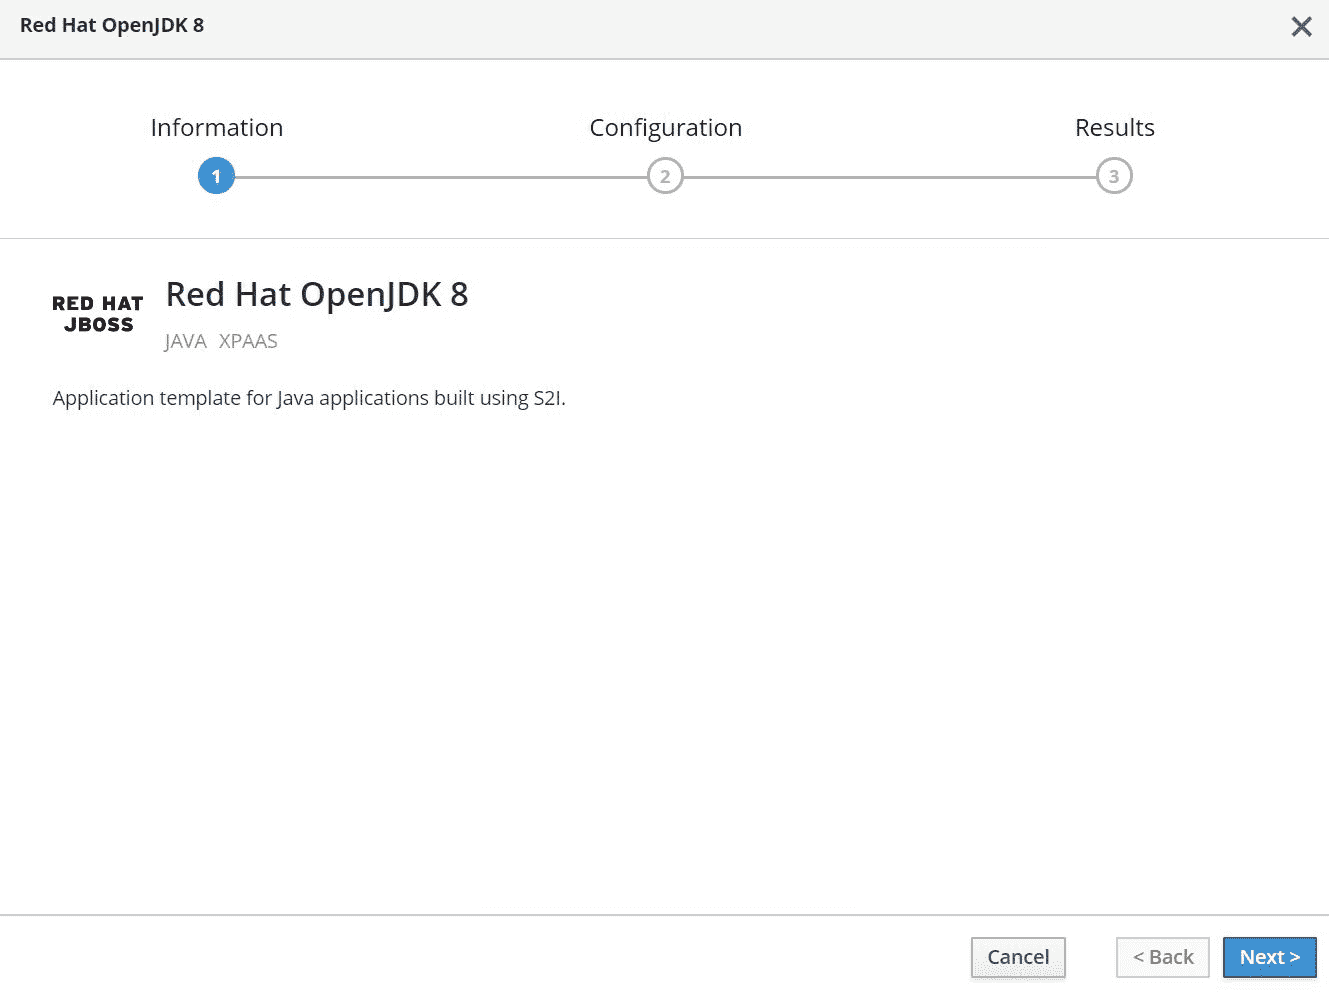 Red Hat OpenJDK 8
Information Configuration Results
1 2 3
RED HAT
JBOSS
Red Hat OpenJDK 8
JAVA XPAAS
Application template for Java applications built using S2I.
Cancel < Back Next >